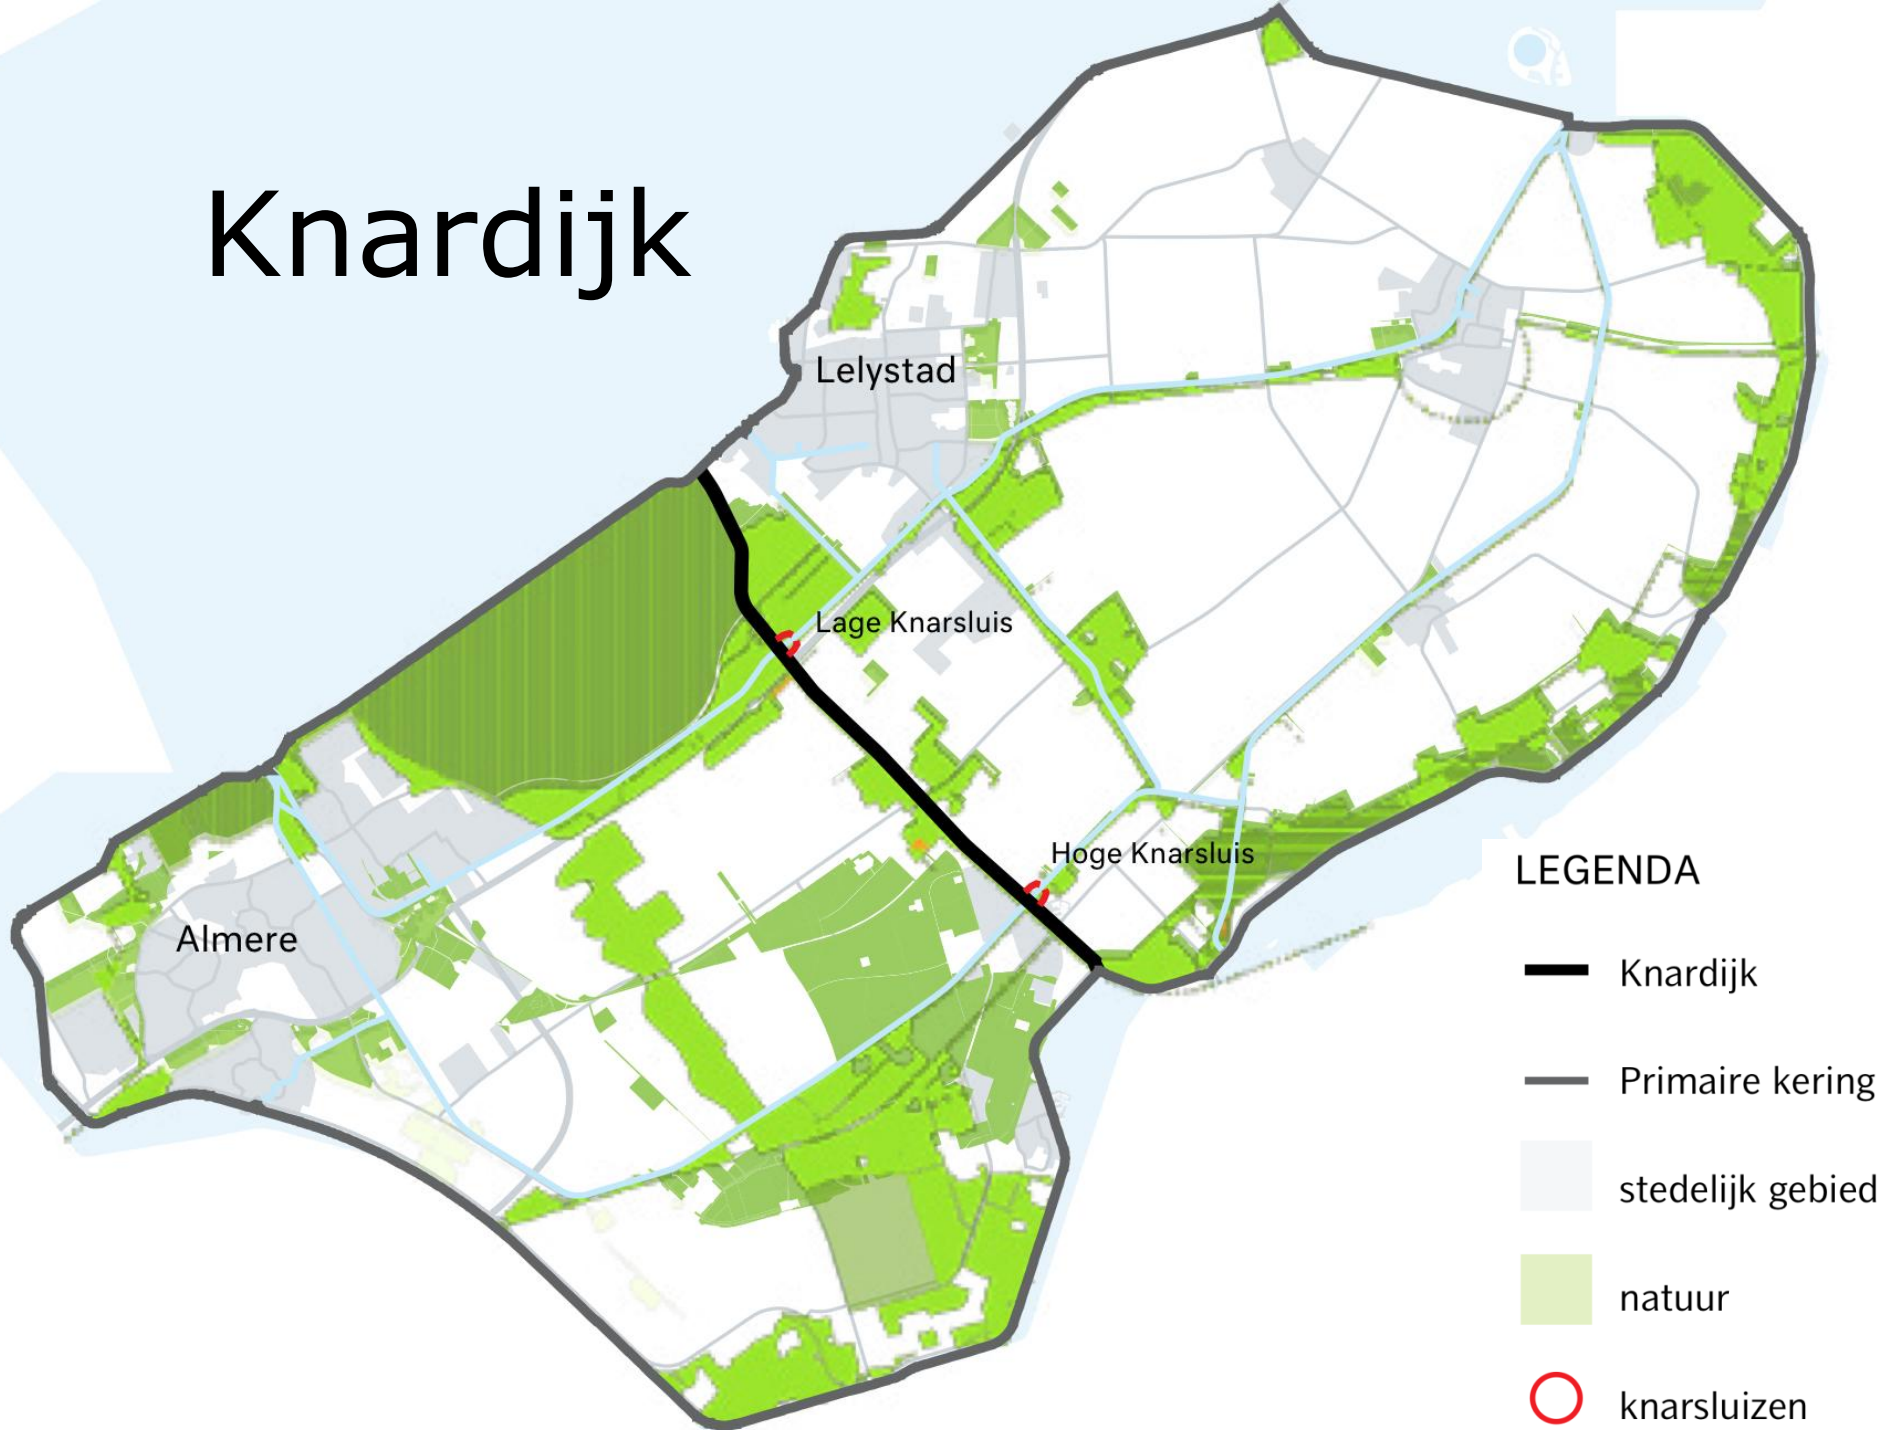 Knardijk
Lelystad
Lage Knarsluis
Hoge Knarsluis
Almere
LEGENDA
Knardijk
Primaire kering
stedelijk gebied
natuur
knarsluizen